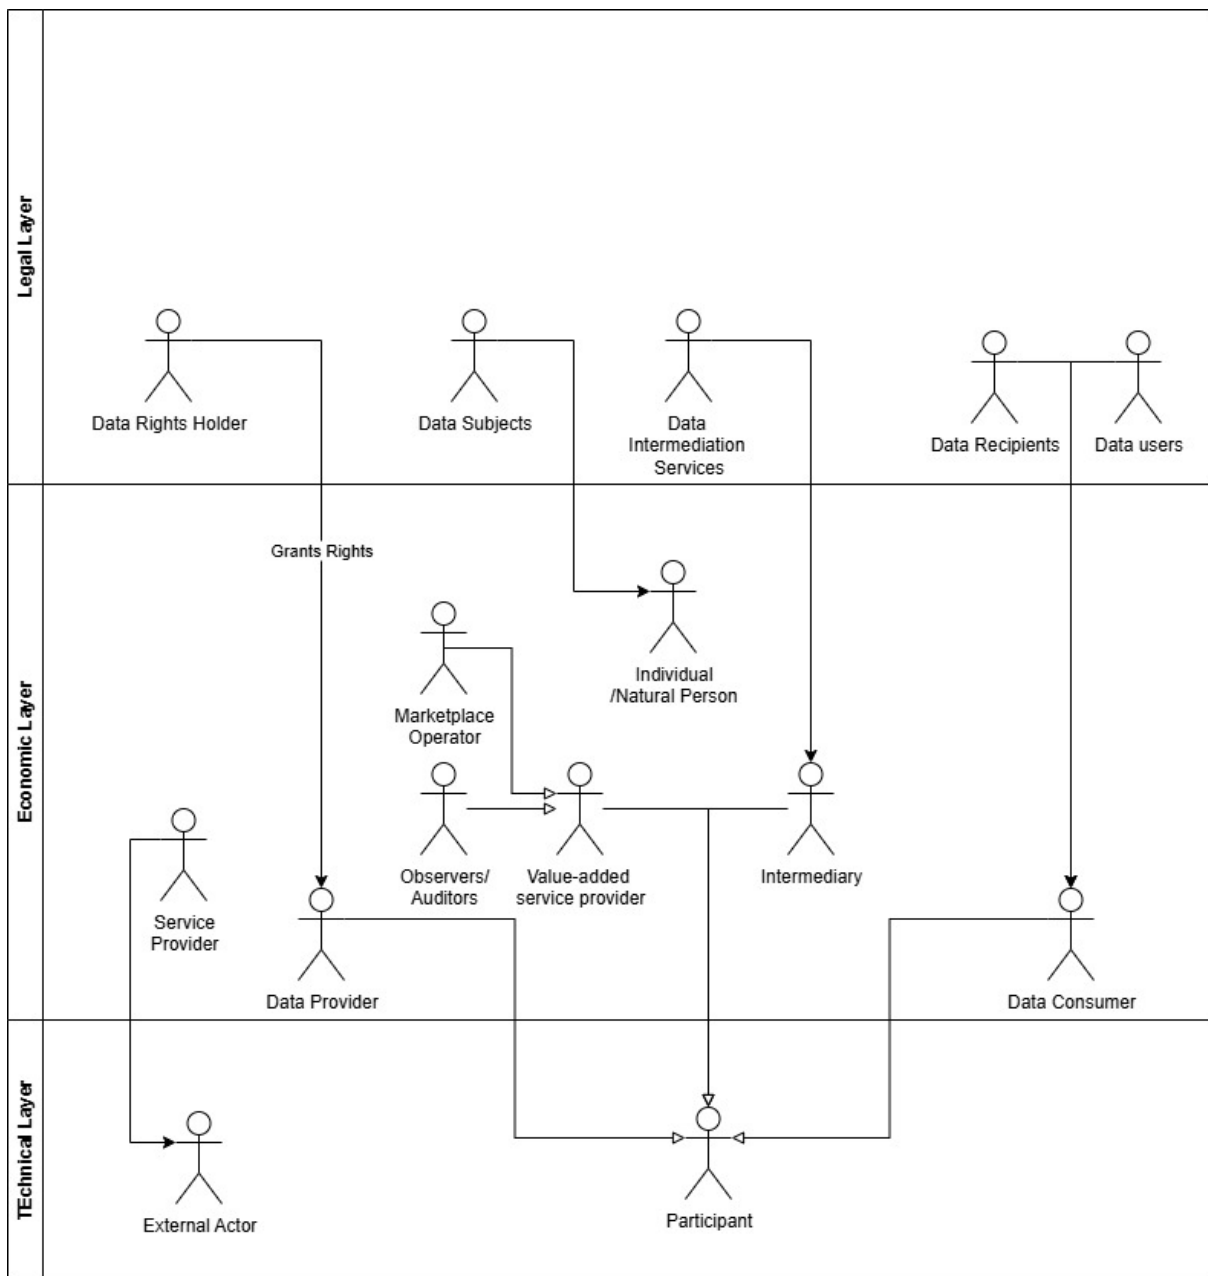 Legal Layer
Data Rights Holder
Data Subjects
Data
Intermediation
Services
Data Recipients
Data users
Economic Layer
Grants Rights
Individual
/Natural Person
Marketplace
Operator
Observers/
Auditors
Value-added
service provider
Intermediary
Service
Provider
Data Provider
Data Consumer
TEchnical Layer
External Actor
Participant